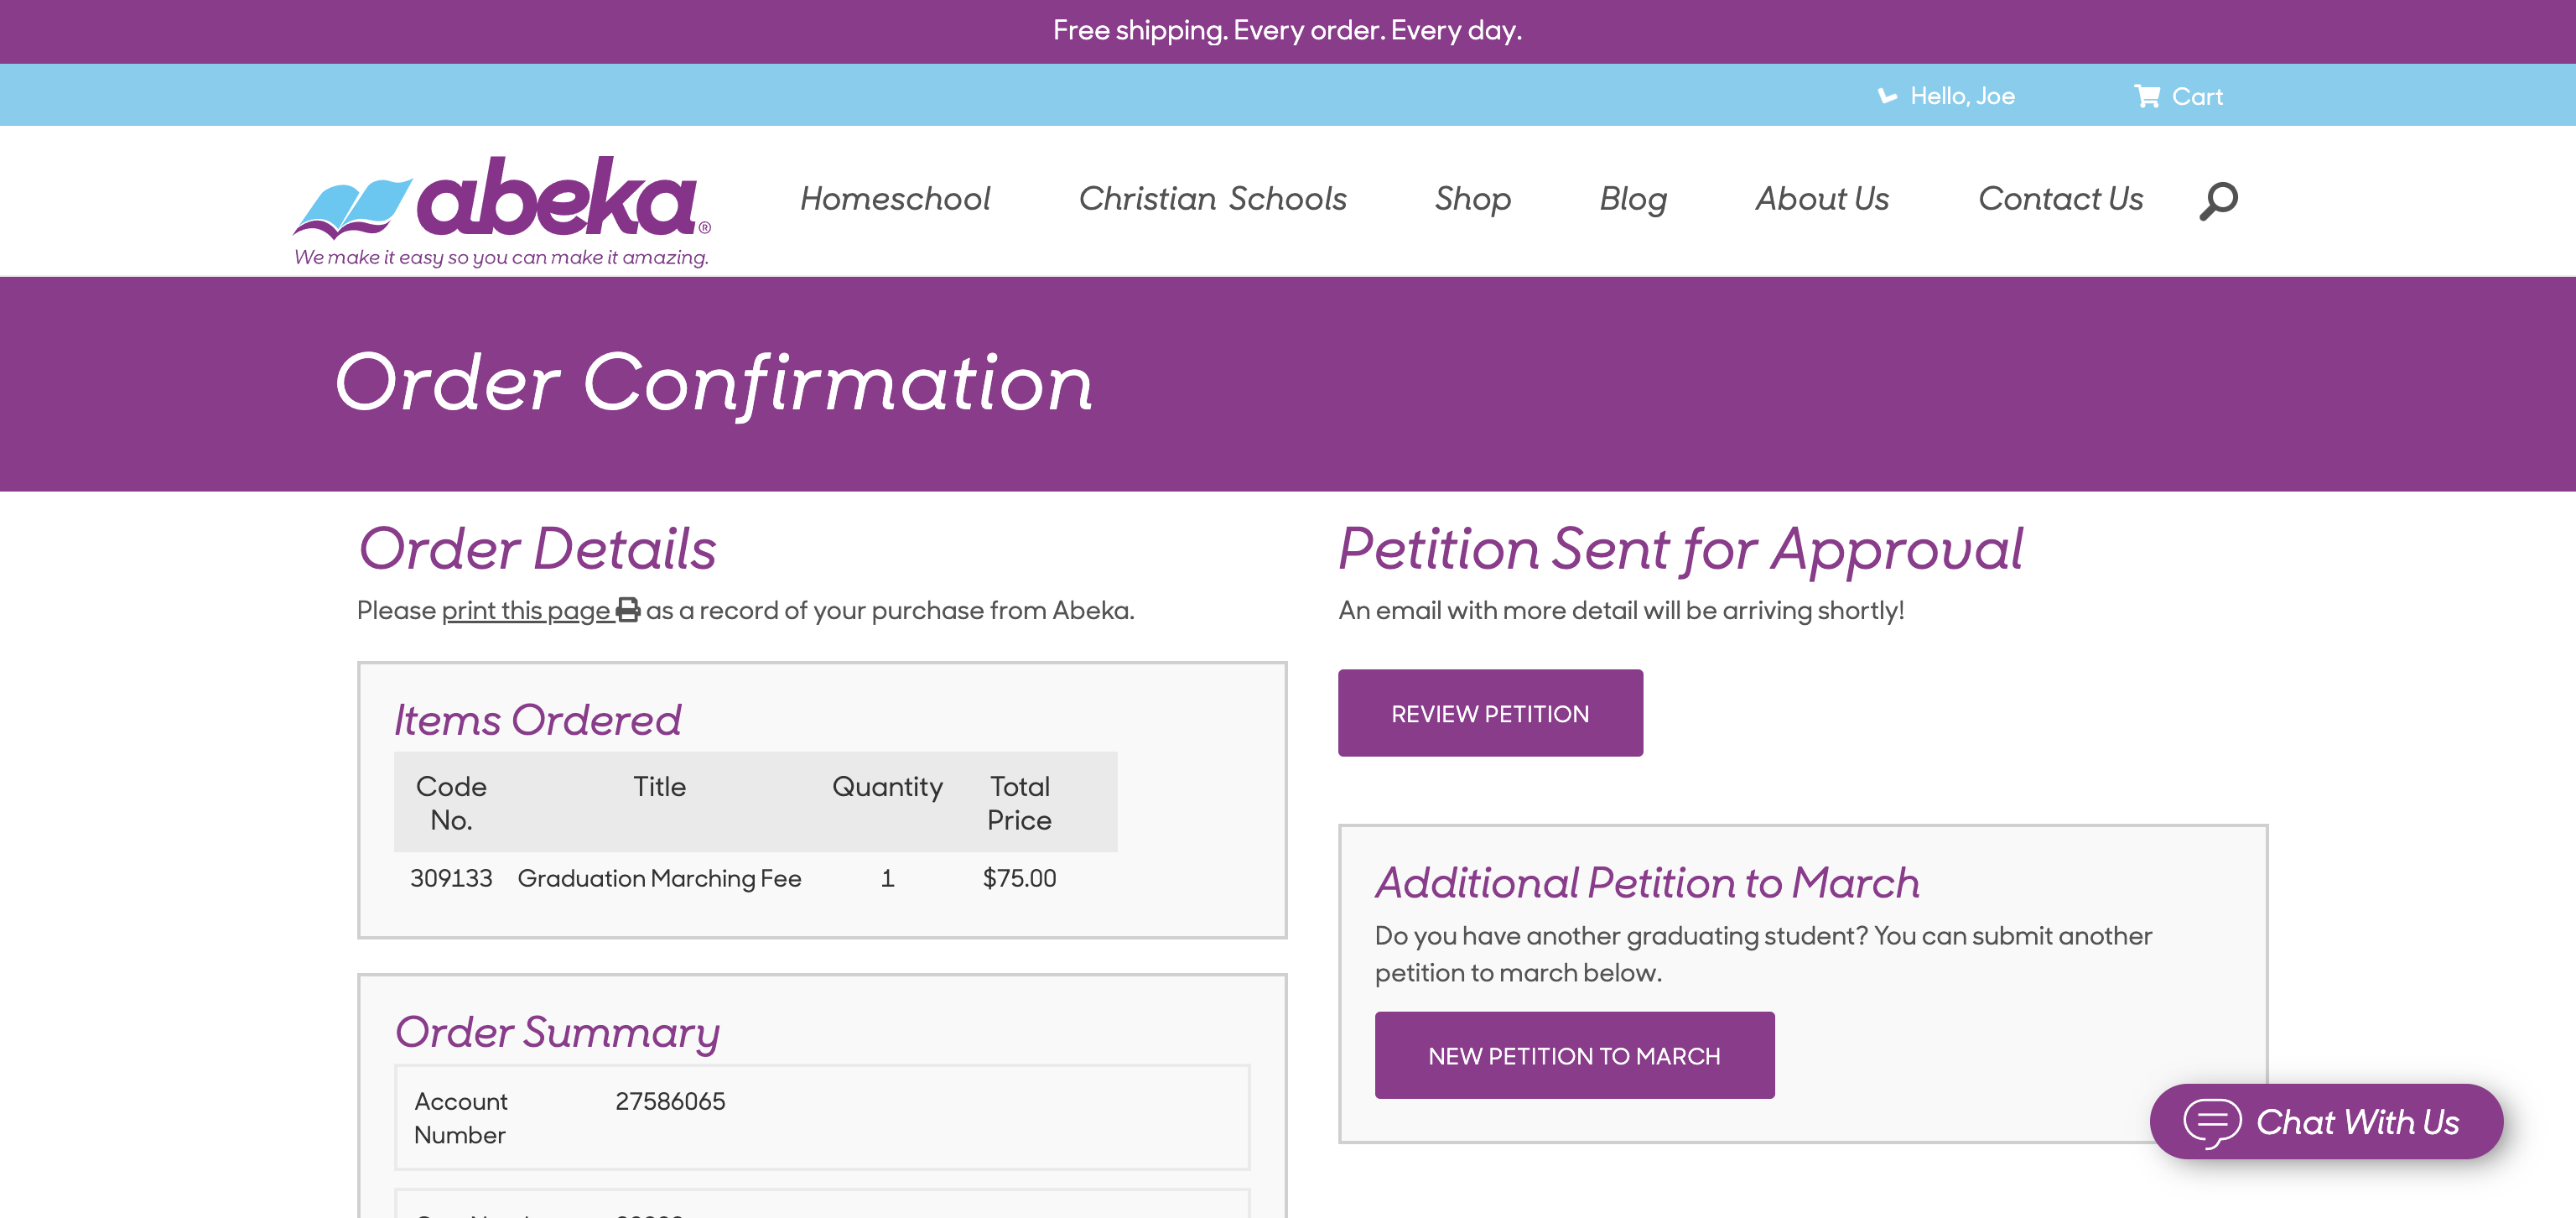 Free shipping. Every order. Every day.
Hello, Joe
Cart
abeka®
We make it easy so you can make it amazing.
Homeschool
Christian Schools
Shop
Blog
About Us
Contact Us
Order Confirmation
Order Details
Please print this page as a record of your purchase from Abeka.
Items Ordered
Code No.
Title
Quantity
Total Price
309133 Graduation Marching Fee 1 $75.00
Order Summary
Account Number 27586065
Petition Sent for Approval
An email with more detail will be arriving shortly!
REVIEW PETITION
Additional Petition to March
Do you have another graduating student? You can submit another
petition to march below.
NEW PETITION TO MARCH
Chat With Us